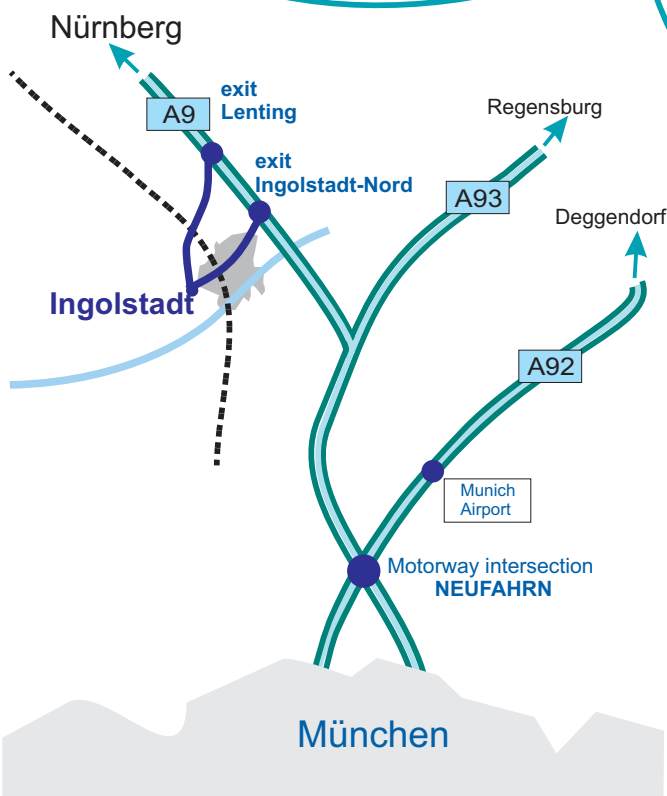 Nürnberg
exit
Lenting
A9
Regensburg
exit
Ingolstadt-Nord
A93
Deggendorf
Ingolstadt
A92
Munich
Airport
Motorway intersection
NEUFAHRN
München